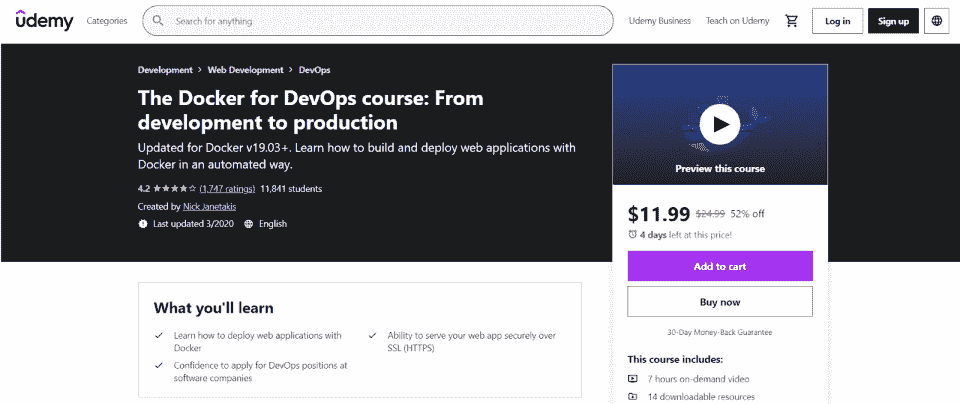 udemy Categories Search for anything Udemy Business Teach on Udemy Log in Sign up
Development > Web Development > DevOps
The Docker for DevOps course: From
development to production
Updated for Docker v19.03+. Learn how to build and deploy web applications with
Docker in an automated way.
4.2 (1,747 ratings) 11,841 students
Created by Nick Janetakis
Last updated 3/2020 English
What you'll learn
Learn how to deploy web applications with
Docker
Confidence to apply for DevOps positions at
software companies
Ability to serve your web app securely over
SSL (HTTPS)
Preview this course
$11.99 $24.99 52% off
4 days left at this price!
Add to cart
Buy now
30-Day Money-Back Guarantee
This course includes:
7 hours on-demand video
14 downloadable resources